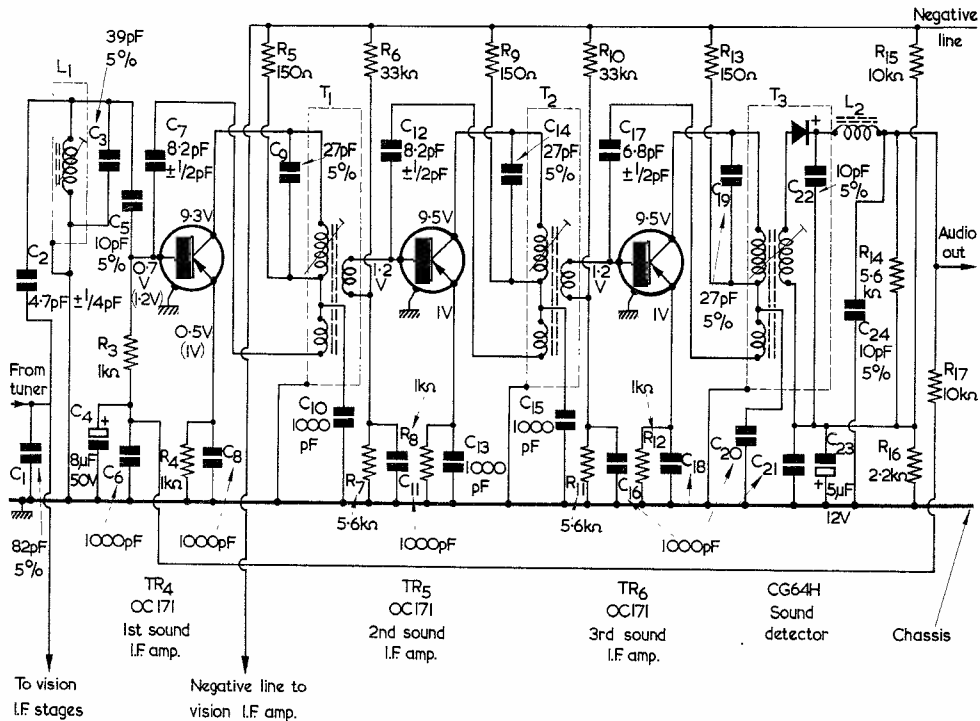 Negative
line
39pF
5%
L1
C3
C7
8.2pF
±1/2pF
R5
150Ω
R6
33kΩ
R9
150Ω
R10
33kΩ
R13
150Ω
R15
10kΩ
T1
T2
T3
L2
C9
27pF
5%
C12
8.2pF
±1/2pF
C14
27pF
5%
C17
6.8pF
±1/2pF
C19
C22
10pF
5%
+
C2
4.7pF
±1/4pF
C5
10pF
5%
9.3V
9.5V
9.5V
0.7
V
(1.2V)
0.5V
(1V)
1.2
V
1V
1.2
V
1V
27pF
5%
Audio
out
R14
5.6
kΩ
C24
10pF
5%
R17
10kΩ
From
tuner
R3
1kΩ
C4
+
8μF
50V
C1
C6
R4
1kΩ
C8
C10
1000
pF
1kΩ
R8
R7
C11
C13
1000
pF
C15
1000
pF
1kΩ
R12
R11
C16
C18
C20
C21
C23
5μF
+
12V
R16
2.2kΩ
82pF
5%
1000pF
1000pF
5.6kΩ
1000pF
5.6kΩ
1000pF
TR4
OC171
1st sound
I.F. amp.
TR5
OC171
2nd sound
I.F. amp.
TR6
OC171
3rd sound
I.F. amp.
CG64H
Sound
detector
Chassis
To vision
I.F. stages
Negative line to
vision I.F. amp.